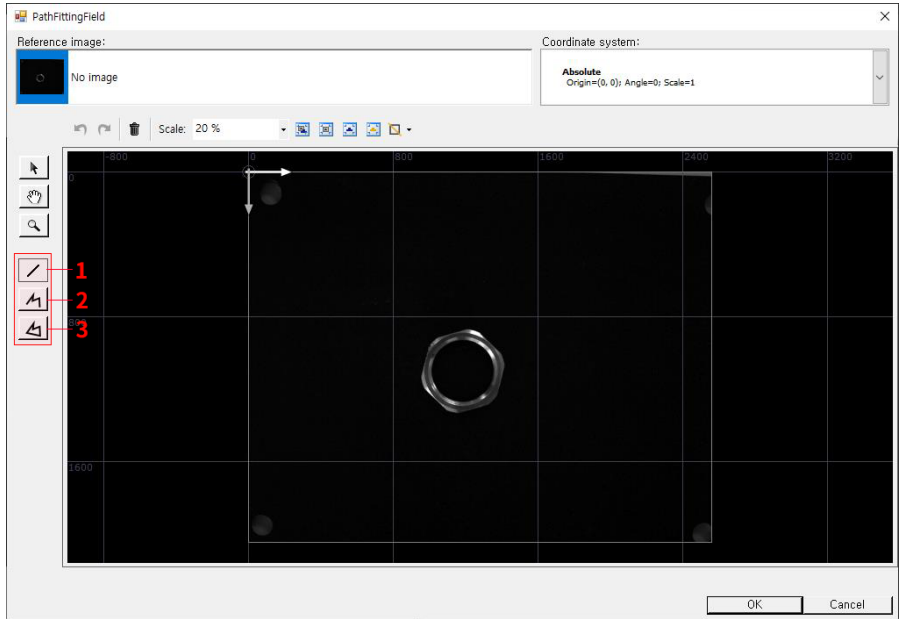 PathFittingField
Reference image:
Coordinate system:
No image
Absolute
Origin=(0, 0); Angle=0; Scale=1
Scale: 20 %
-800 0 800 1600 2400 3200
0
1
2
800
3
1600
OK Cancel